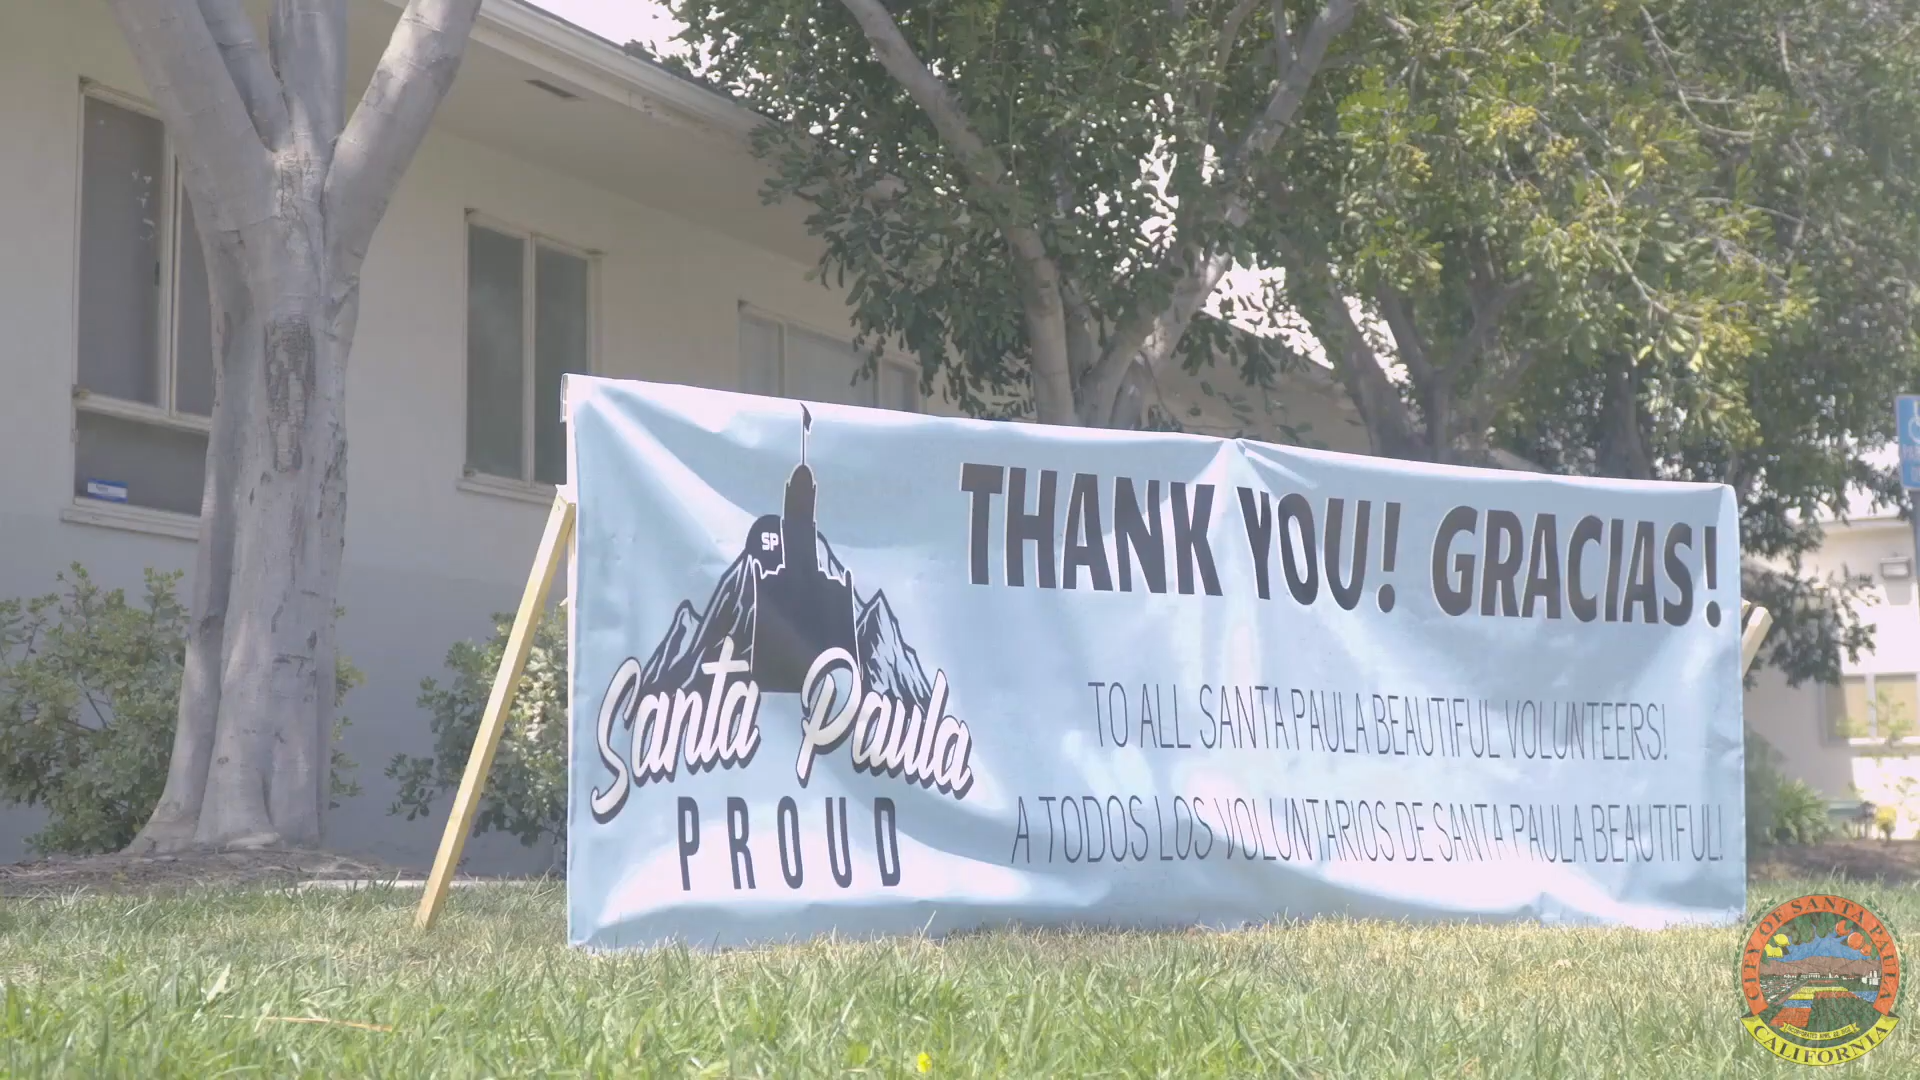 THANK YOU! GRACIAS!
SP
Santa Paula
PROUD
TO ALL SANTA PAULA BEAUTIFUL VOLUNTEERS!
A TODOS LOS VOLUNTARIOS DE SANTA PAULA BEAUTIFUL!
CITY OF SANTA PAULA
CALIFORNIA